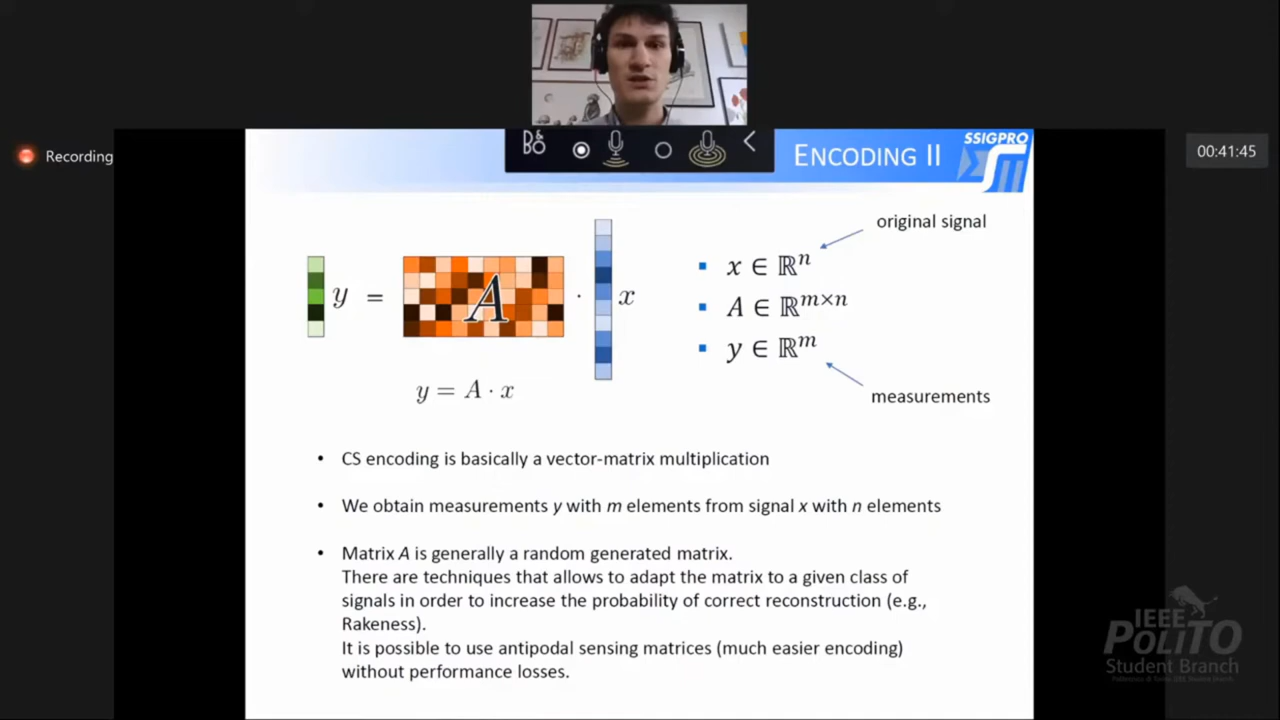 Recording
B&O
ENCODING II
SSIGPRO
00:41:45
original signal
y = A · x
x ∈ ℝⁿ
A ∈ ℝᵐˣⁿ
y ∈ ℝᵐ
y = A · x
measurements
• CS encoding is basically a vector-matrix multiplication
• We obtain measurements y with m elements from signal x with n elements
• Matrix A is generally a random generated matrix.
There are techniques that allows to adapt the matrix to a given class of
signals in order to increase the probability of correct reconstruction (e.g.,
Rakeness).
It is possible to use antipodal sensing matrices (much easier encoding)
without performance losses.
IEEE
POLITO
Student Branch